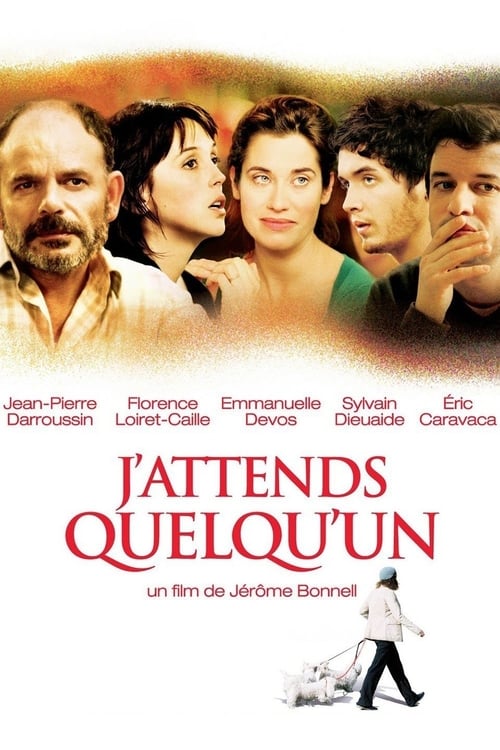 Jean-Pierre Darroussin
Florence Loiret-Caille
Emmanuelle Devos
Sylvain Dieuaide
Éric Caravaca
J'ATTENDS
QUELQU'UN
un film de Jérôme Bonnell